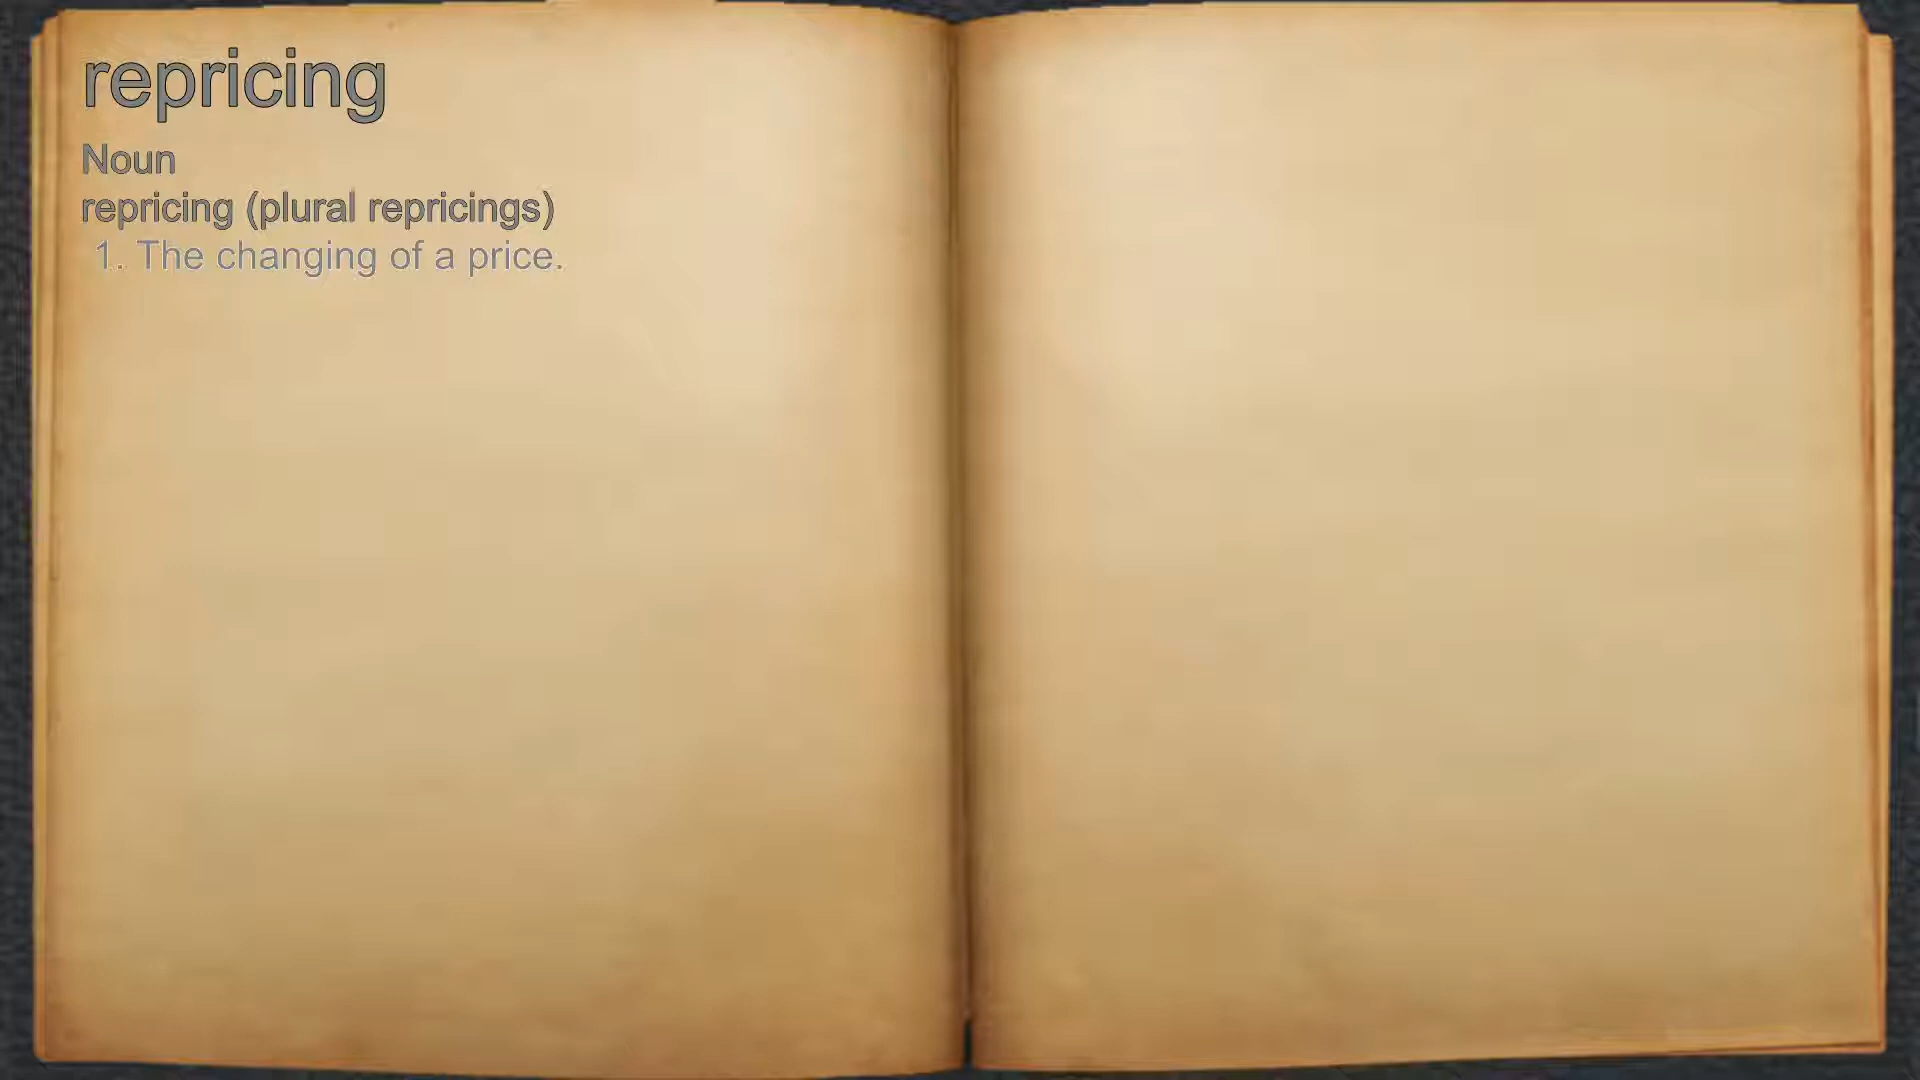 repricing
Noun
repricing (plural repricings)
1. The changing of a price.